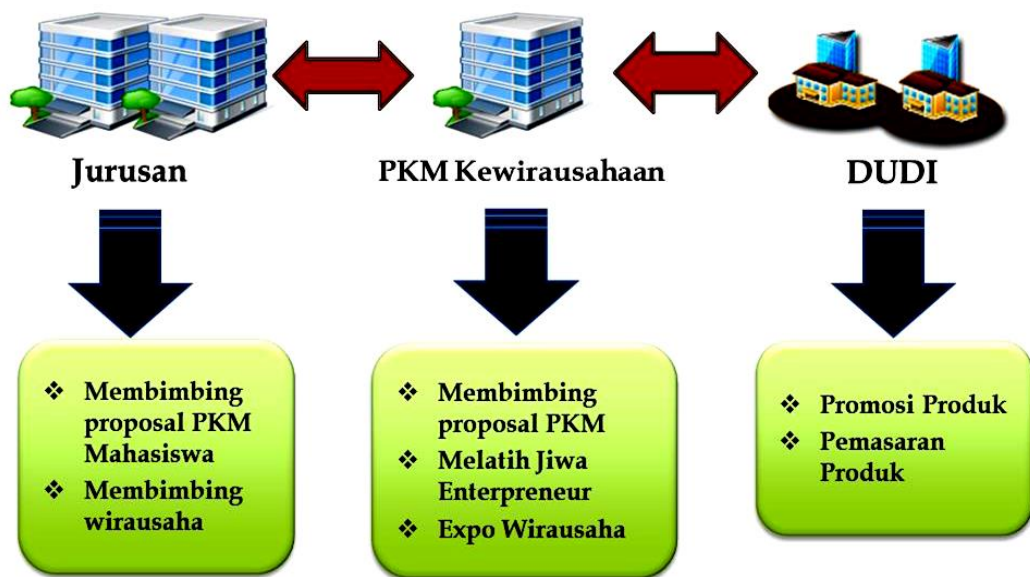 Jurusan
PKM Kewirausahaan
DUDI
❖ Membimbing
proposal PKM
Mahasiswa
❖ Membimbing
wirausaha
❖ Membimbing
proposal PKM
❖ Melatih Jiwa
Enterpreneur
❖ Expo Wirausaha
❖ Promosi Produk
❖ Pemasaran
Produk